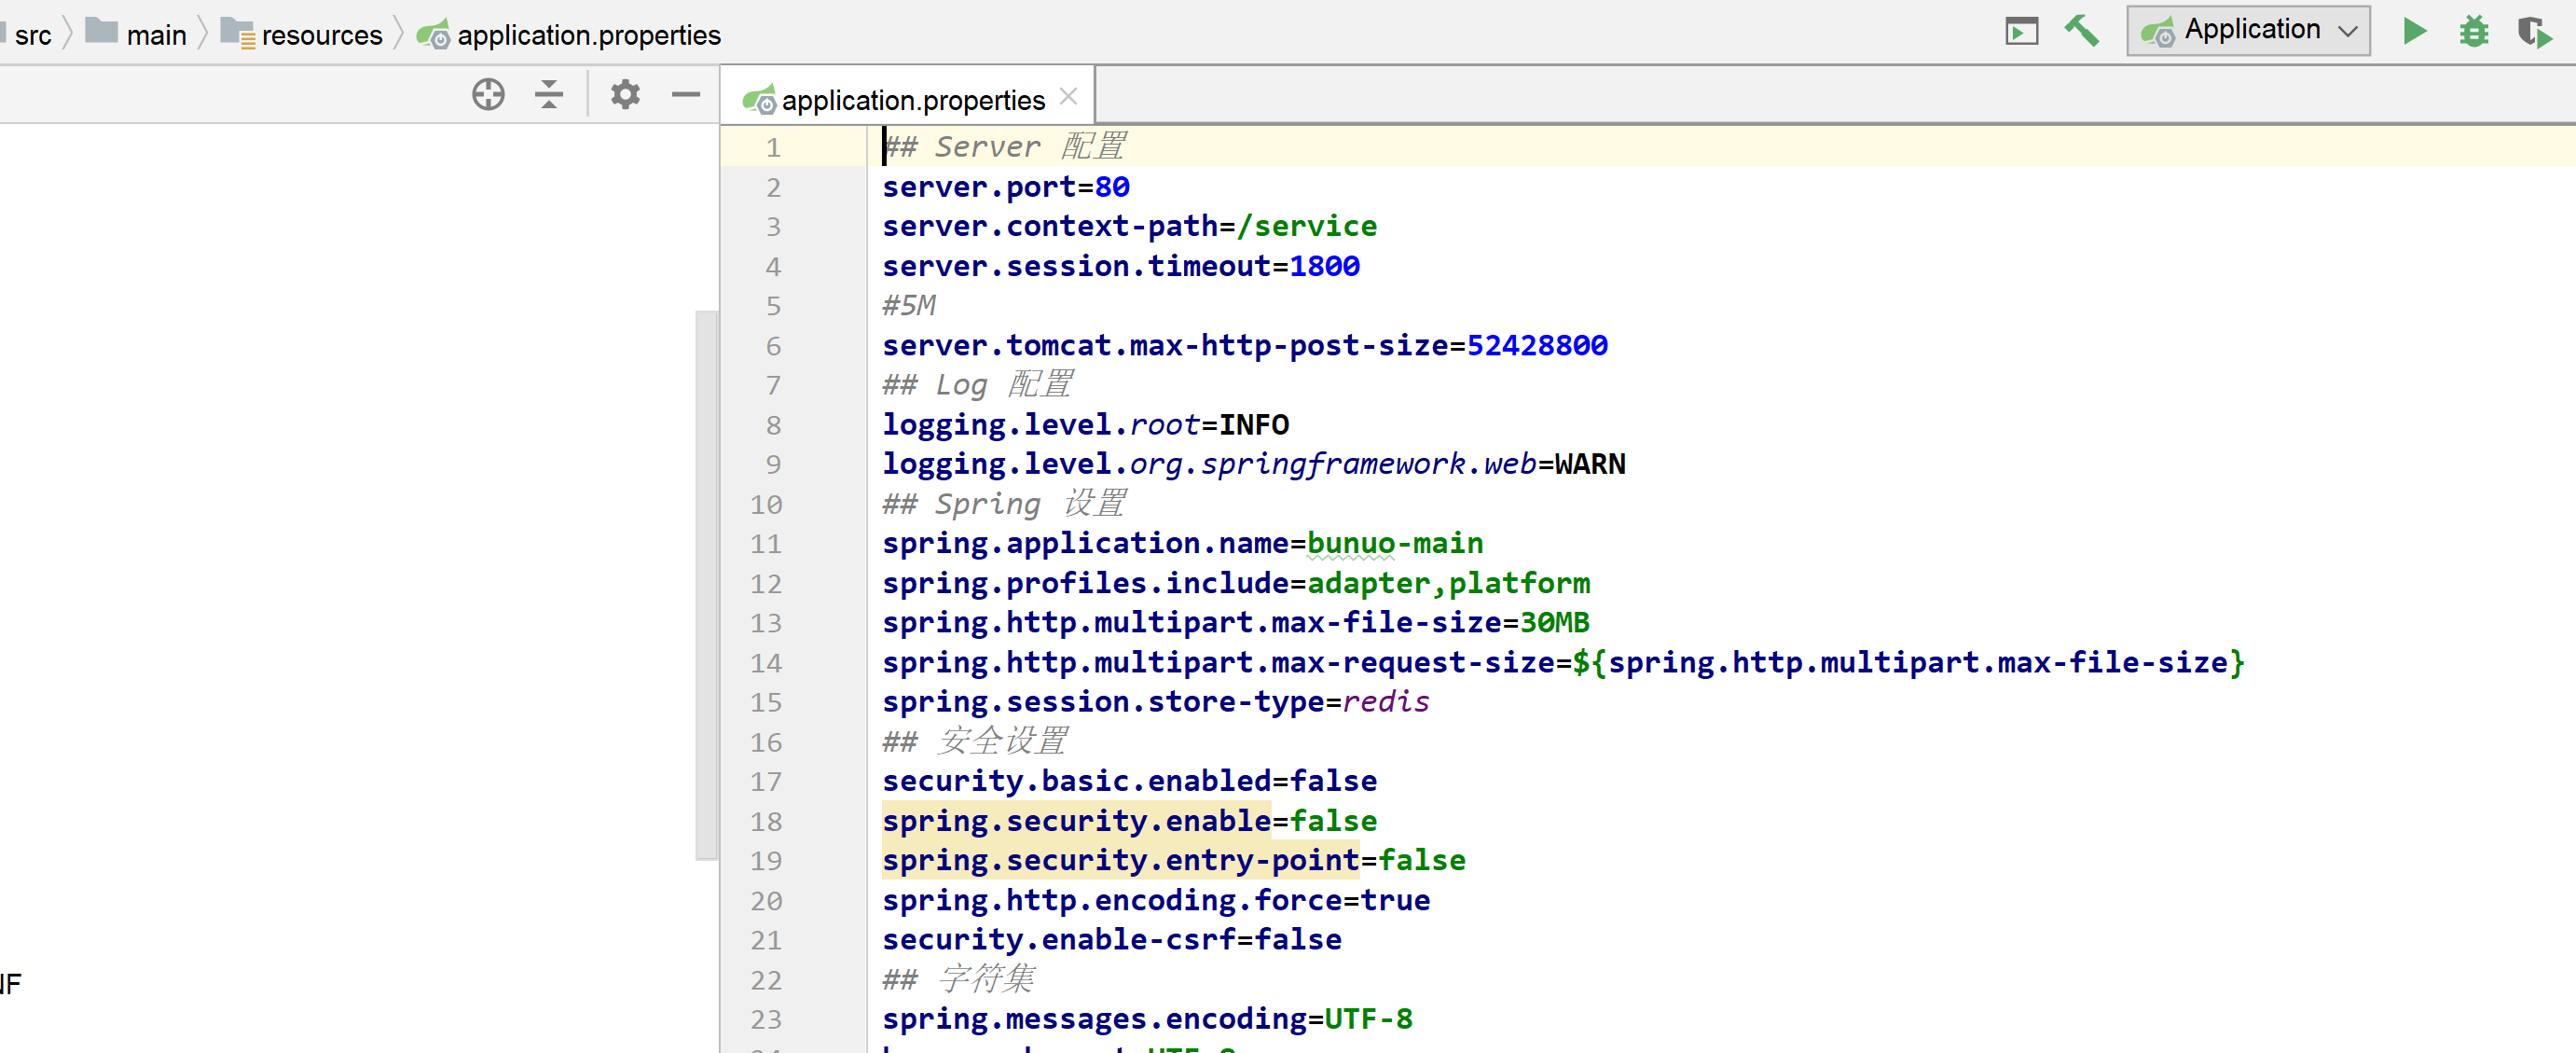 src main resources application.properties Application
application.properties
1 ## Server 配置
2 server.port=80
3 server.context-path=/service
4 server.session.timeout=1800
5 #5M
6 server.tomcat.max-http-post-size=52428800
7 ## Log 配置
8 logging.level.root=INFO
9 logging.level.org.springframework.web=WARN
10 ## Spring 设置
11 spring.application.name=bunuo-main
12 spring.profiles.include=adapter,platform
13 spring.http.multipart.max-file-size=30MB
14 spring.http.multipart.max-request-size=${spring.http.multipart.max-file-size}
15 spring.session.store-type=redis
16 ## 安全设置
17 security.basic.enabled=false
18 spring.security.enable=false
19 spring.security.entry-point=false
20 spring.http.encoding.force=true
21 security.enable-csrf=false
22 ## 字符集
23 spring.messages.encoding=UTF-8